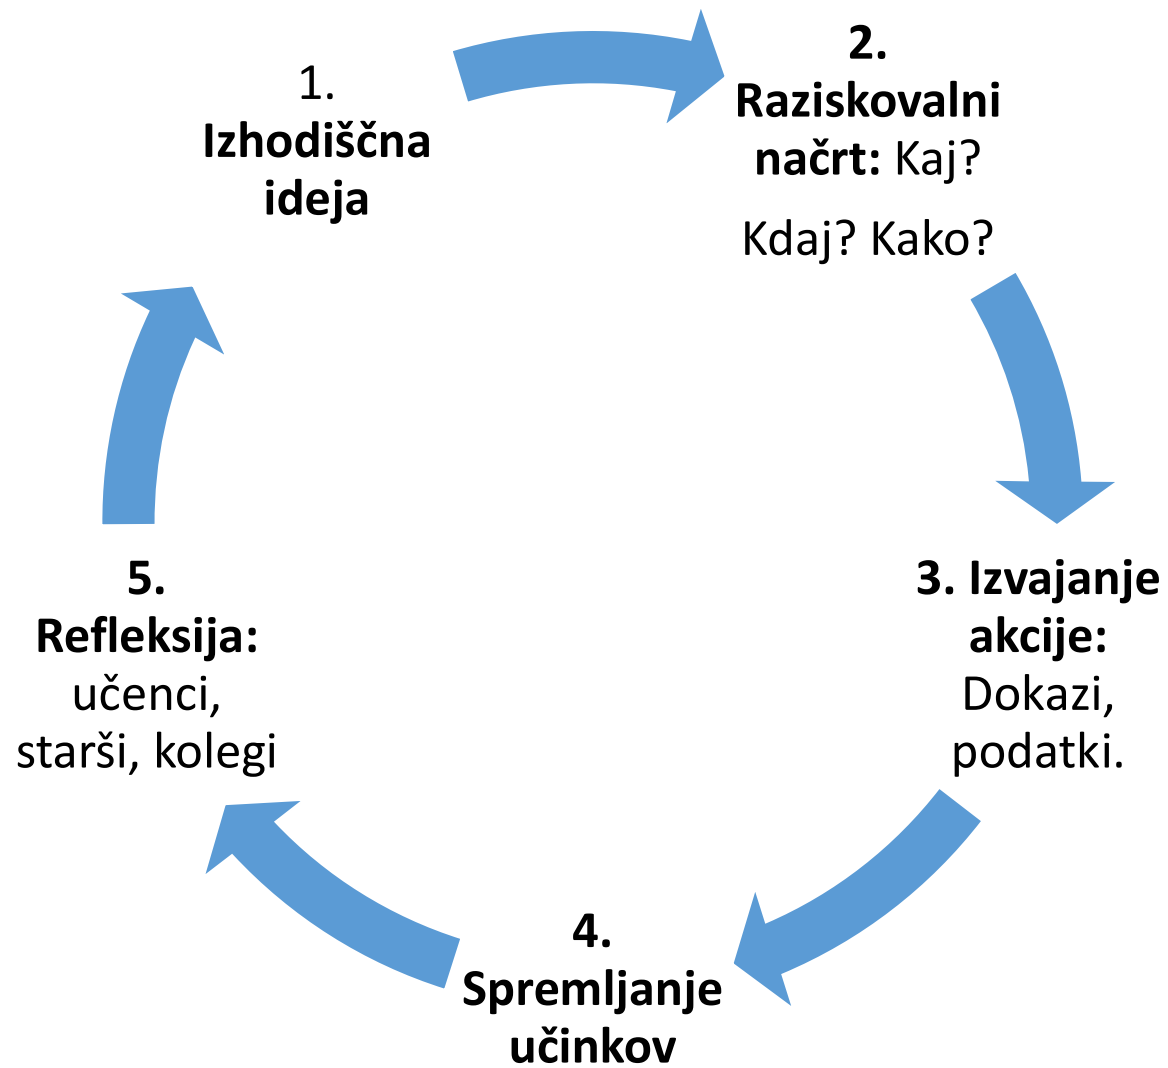 1.
Izhodiščna
ideja
2.
Raziskovalni
načrt: Kaj?
Kdaj? Kako?
3. Izvajanje
akcije:
Dokazi,
podatki.
4.
Spremljanje
učinkov
5.
Refleksija:
učenci,
starši, kolegi